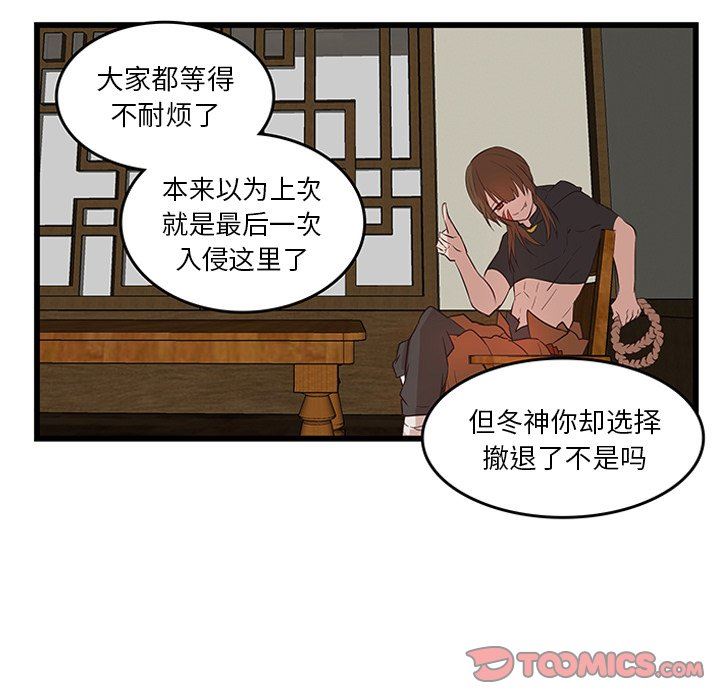 大家都等得
不耐烦了
本来以为上次
就是最后一次
入侵这里了
但冬神你却选择
撤退了不是吗
TOOMICS.COM